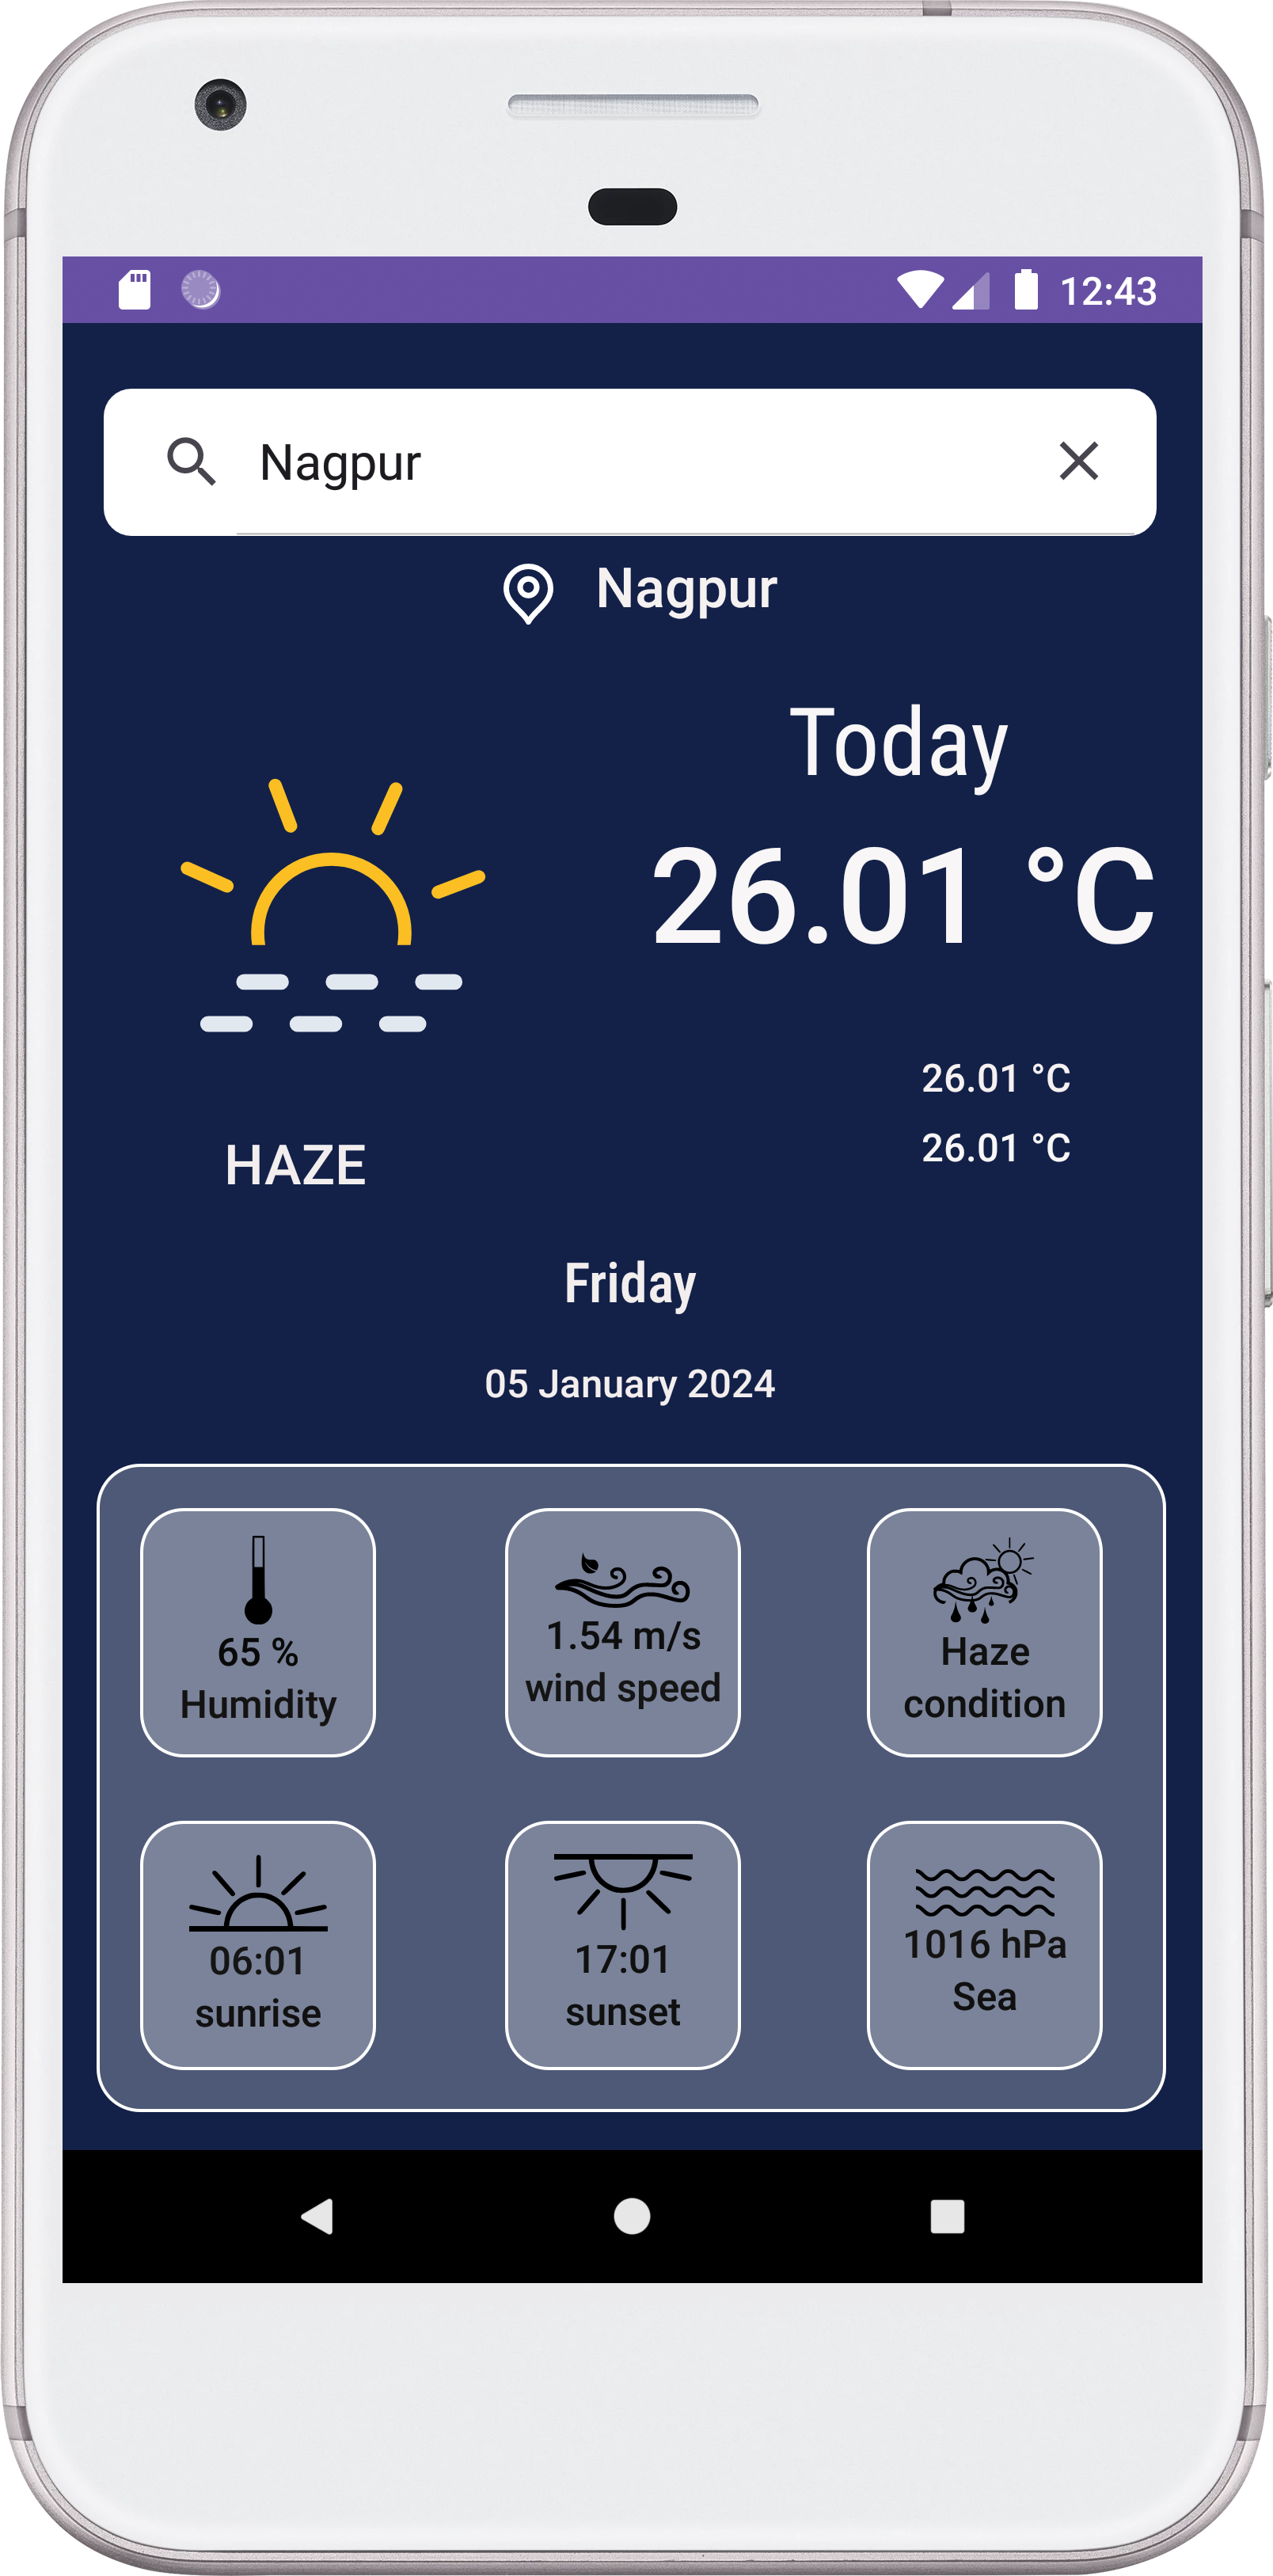 12:43
Nagpur
Nagpur
Today
26.01 °C
26.01 °C
26.01 °C
HAZE
Friday
05 January 2024
65 %
Humidity
1.54 m/s
wind speed
Haze
condition
06:01
sunrise
17:01
sunset
1016 hPa
Sea